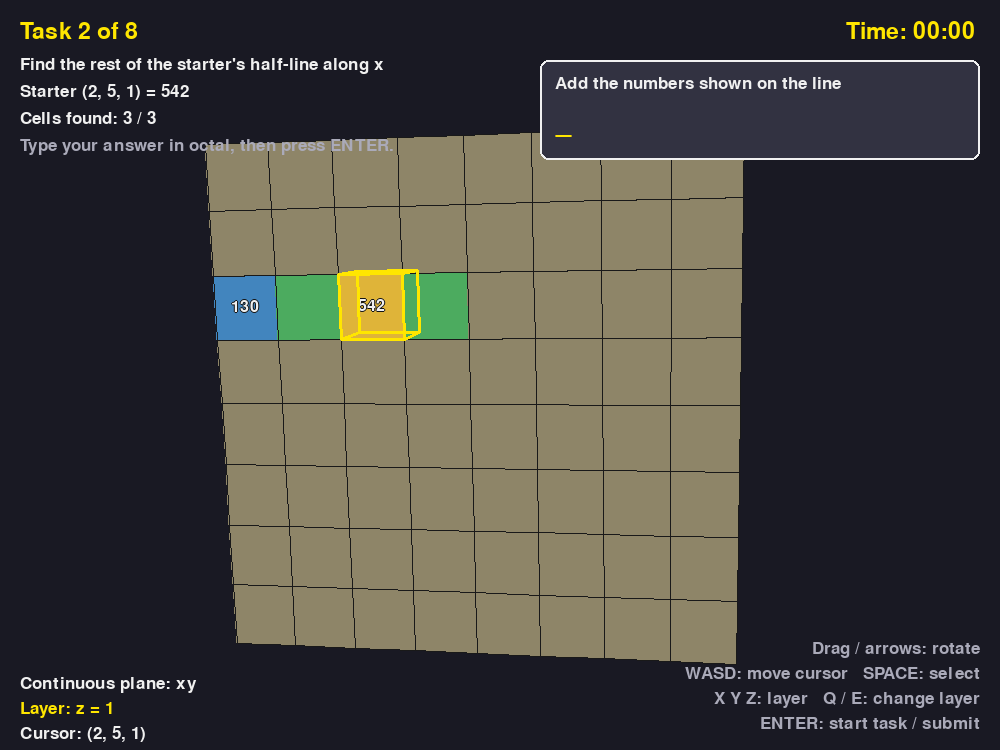 Task 2 of 8
Time: 00:00
Find the rest of the starter's half-line along x
Starter (2, 5, 1) = 542
Cells found: 3 / 3
Type your answer in octal, then press ENTER.
Add the numbers shown on the line
_
130
542
Continuous plane: xy
Layer: z = 1
Cursor: (2, 5, 1)
Drag / arrows: rotate
WASD: move cursor   SPACE: select
X Y Z: layer   Q / E: change layer
ENTER: start task / submit